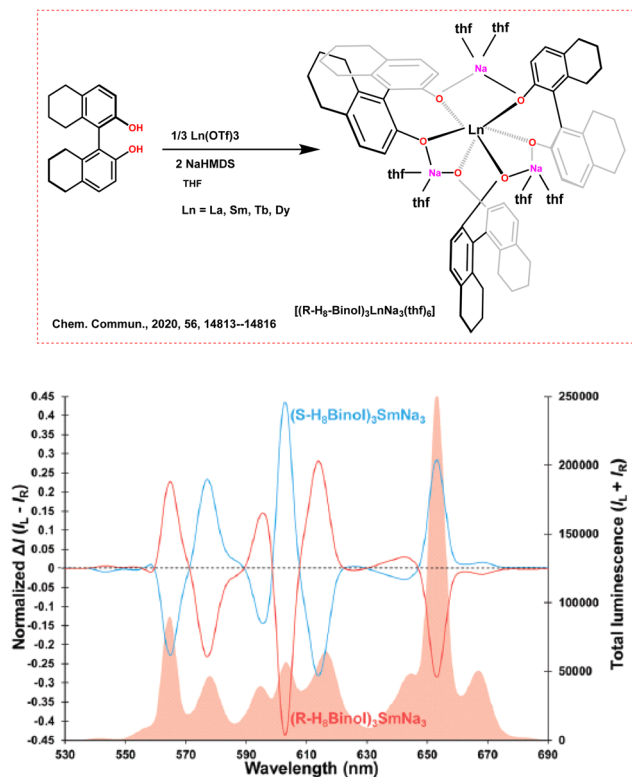 thf thf
Na
OH
OH
1/3 Ln(OTf)3
2 NaHMDS
THF
Ln = La, Sm, Tb, Dy
O O
Ln
O O
thf Na O O Na
thf thf thf
[(R-H8-Binol)3LnNa3(thf)6]
Chem. Commun., 2020, 56, 14813--14816
(S-H8Binol)3SmNa3
(R-H8Binol)3SmNa3
Normalized ΔI (IL - IR)
0.45
0.4
0.35
0.3
0.25
0.2
0.15
0.1
0.05
0
-0.05
-0.1
-0.15
-0.2
-0.25
-0.3
-0.35
-0.4
-0.45
Total luminescence (IL + IR)
250000
200000
150000
100000
50000
0
530 550 570 590 610 630 650 670 690
Wavelength (nm)